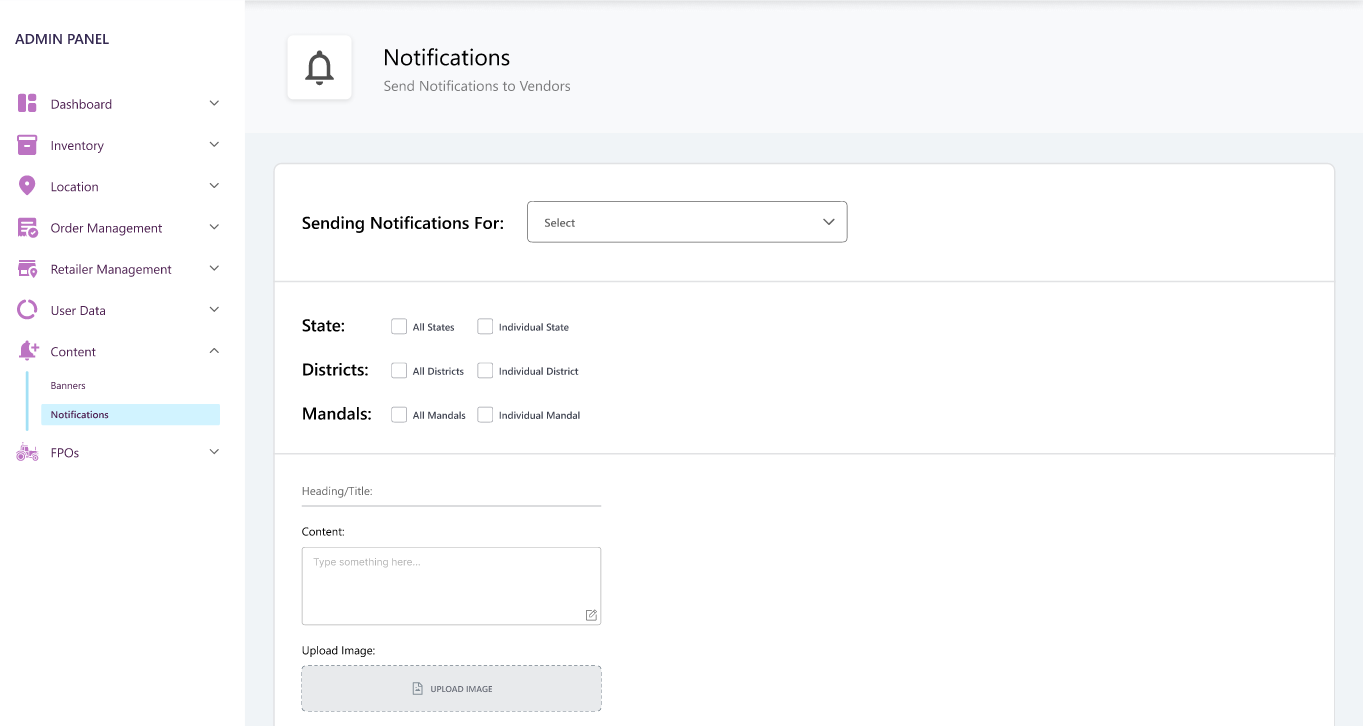 ADMIN PANEL
Dashboard
Inventory
Location
Order Management
Retailer Management
User Data
Content
Banners
Notifications
FPOs
Notifications
Send Notifications to Vendors
Sending Notifications For: Select
State: All States Individual State
Districts: All Districts Individual District
Mandals: All Mandals Individual Mandal
Heading/Title:
Content:
Type something here...
Upload Image:
UPLOAD IMAGE